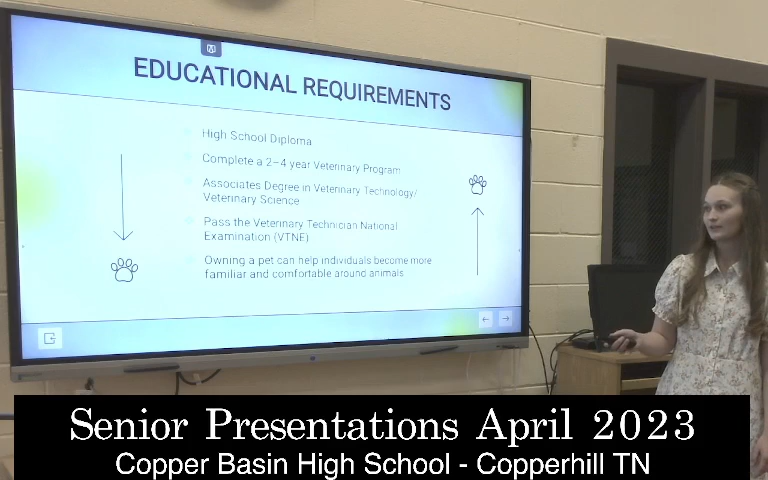 EDUCATIONAL REQUIREMENTS
High School Diploma
Complete a 2–4 year Veterinary Program
Associates Degree in Veterinary Technology/
Veterinary Science
Pass the Veterinary Technician National
Examination (VTNE)
Owning a pet can help individuals become more
familiar and comfortable around animals
Senior Presentations April 2023
Copper Basin High School - Copperhill TN